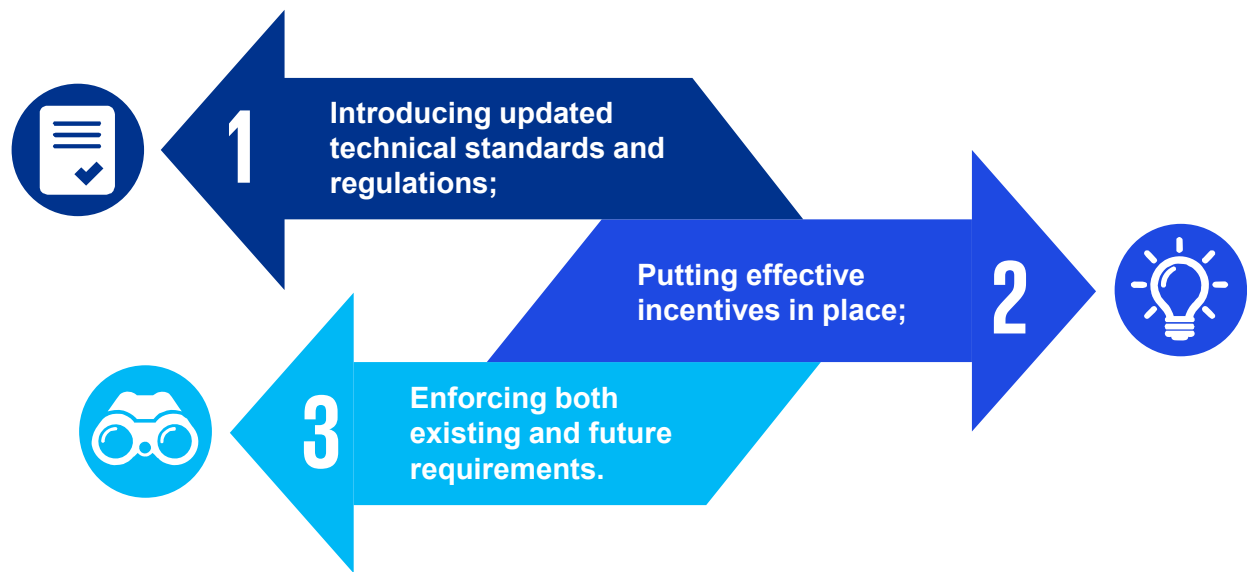 1
Introducing updated
technical standards and
regulations;
Putting effective
incentives in place;
2
3
Enforcing both
existing and future
requirements.